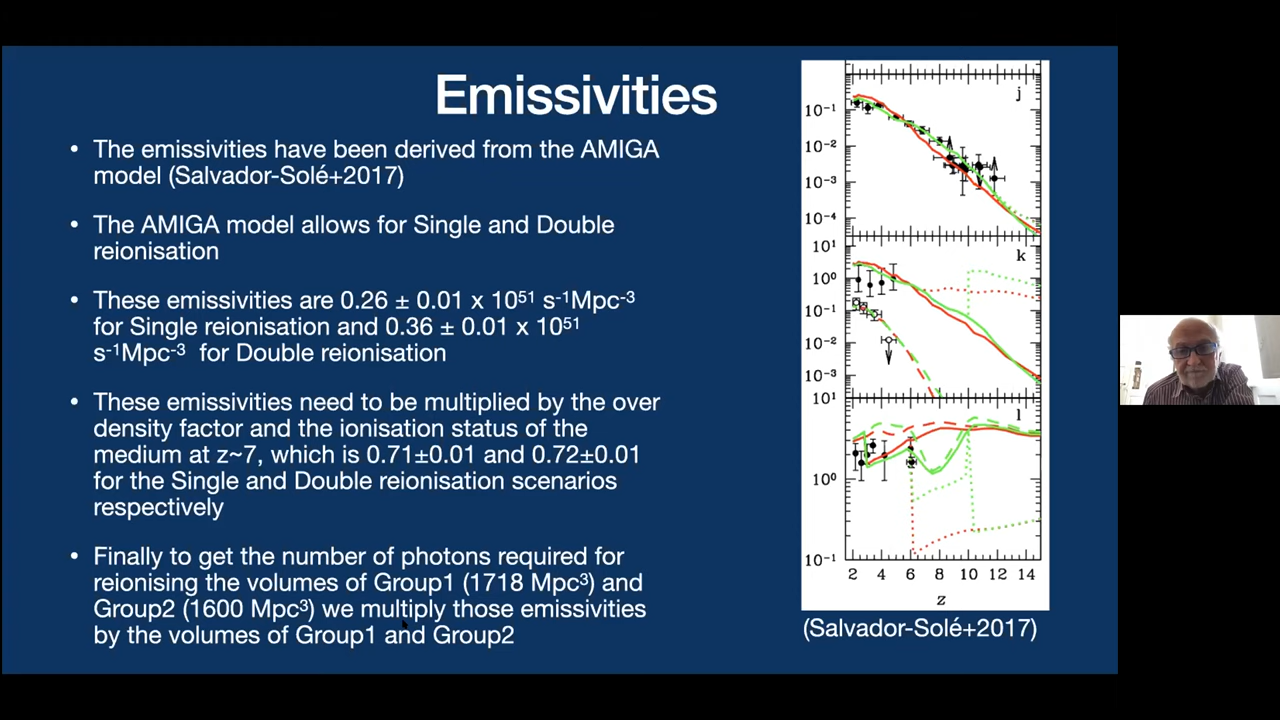 Emissivities
• The emissivities have been derived from the AMIGA
model (Salvador-Solé+2017)
• The AMIGA model allows for Single and Double
reionisation
• These emissivities are 0.26 ± 0.01 x 10⁵¹ s⁻¹Mpc⁻³
for Single reionisation and 0.36 ± 0.01 x 10⁵¹
s⁻¹Mpc⁻³ for Double reionisation
• These emissivities need to be multiplied by the over
density factor and the ionisation status of the
medium at z~7, which is 0.71±0.01 and 0.72±0.01
for the Single and Double reionisation scenarios
respectively
• Finally to get the number of photons required for
reionising the volumes of Group1 (1718 Mpc³) and
Group2 (1600 Mpc³) we multiply those emissivities
by the volumes of Group1 and Group2
j
10⁻¹
10⁻²
10⁻³
10⁻⁴
k
10¹
10⁰
10⁻¹
10⁻²
10⁻³
10¹
l
10⁰
10⁻¹
2 4 6 8 10 12 14
z
(Salvador-Solé+2017)